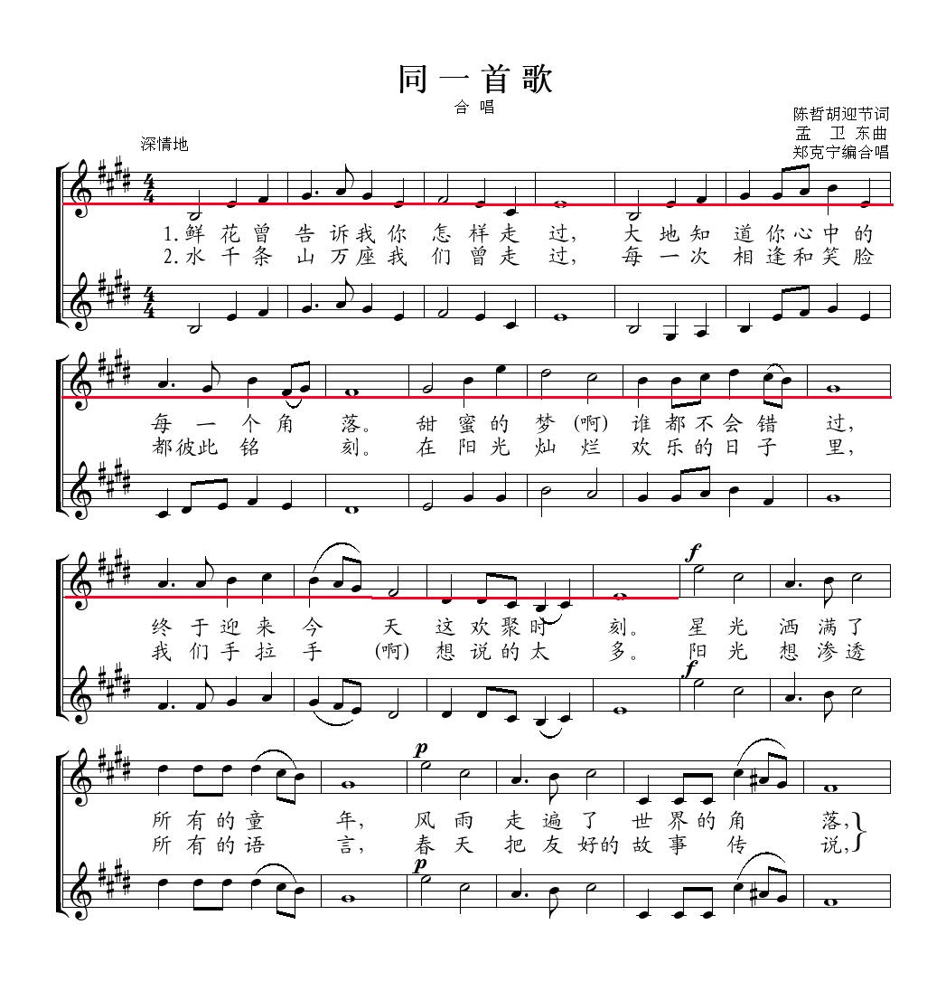 同一首歌
合 唱
陈哲胡迎节词
孟 卫 东曲
郑克宁编合唱
深情地
1.鲜花曾告诉我你怎样走过，大地知道你心中的
2.水千条山万座我们曾走过，每一次相逢和笑脸
每一个角落。甜蜜的梦(啊)谁都不会错过，
都彼此铭刻。在阳光灿烂欢乐的日子里，
终于迎来今天这欢聚时刻。星光洒满了
我们手拉手(啊)想说的太多。阳光想渗透
所有的童年，风雨走遍了世界的角落，
所有的语言，春天把友好的故事传说，